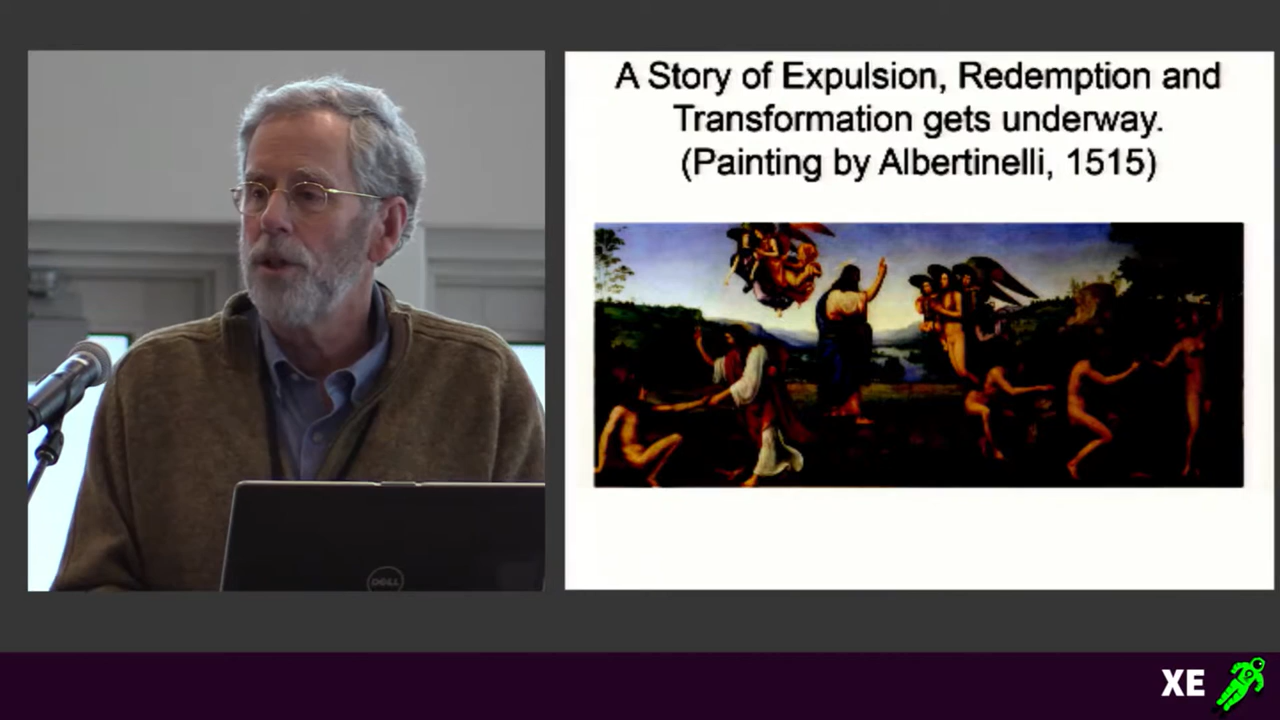 A Story of Expulsion, Redemption and
Transformation gets underway.
(Painting by Albertinelli, 1515)
DELL
XE